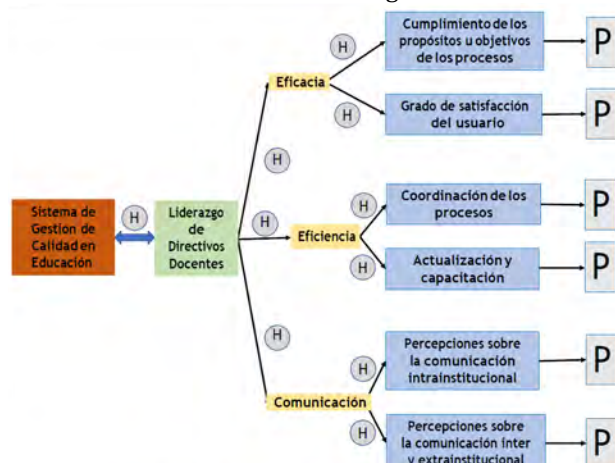 H
Cumplimiento de los
propósitos u objetivos
de los procesos
P
Eficacia
H
Grado de satisfacción
del usuario
P
H
Sistema de
Gestion de
Calidad en
Educación
H
Liderazgo
de
Directivos
Docentes
H
Eficiencia
H
Coordinación de los
procesos
P
H
Actualización y
capacitación
P
H
Comunicación
H
Percepciones sobre
la comunicación
intrainstitucional
P
H
Percepciones sobre
la comunicación inter
y extrainstitucional
P